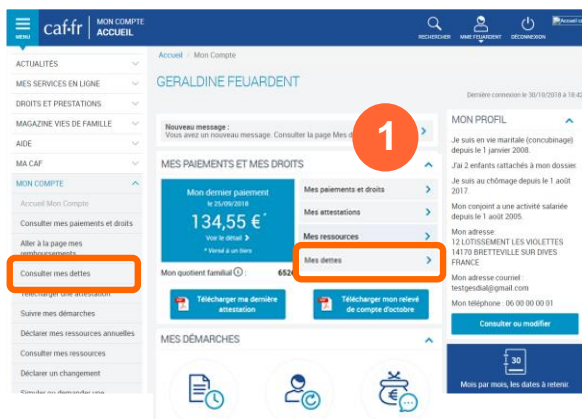 caf.fr MON COMPTE
ACCUEIL
MENU
RECHERCHER
MME FEUARDENT
DÉCONNEXION
Accueil
ACTUALITÉS
MES SERVICES EN LIGNE
DROITS ET PRESTATIONS
MAGAZINE VIES DE FAMILLE
AIDE
MA CAF
MON COMPTE
Accueil Mon Compte
Consulter mes paiements et droits
Aller à la page mes
remboursements
Consulter mes dettes
Télécharger une attestation
Suivre mes démarches
Déclarer mes ressources annuelles
Consulter mes ressources
Déclarer un changement
Simuler ou demander une
Accueil / Mon Compte
GERALDINE FEUARDENT
Dernière connexion le 30/10/2018 à 18:42
Nouveau message :
Vous avez un nouveau message. Consulter la page Mes d
1
MES PAIEMENTS ET MES DROITS
Mon dernier paiement
le 25/09/2018
134,55 €*
Voir le détail >
* Versé à un tiers
Mes paiements et droits
Mes attestations
Mes ressources
Mes dettes
Mon quotient familial : 652€
Télécharger ma dernière
attestation
Télécharger mon relevé
de compte d'octobre
MES DÉMARCHES
MON PROFIL
Je suis en vie maritale (concubinage)
depuis le 1 janvier 2008.
J'ai 2 enfants rattachés à mon dossier.
Je suis au chômage depuis le 1 août
2017.
Mon conjoint a une activité salariée
depuis le 1 août 2005.
Mon adresse:
12 LOTISSEMENT LES VIOLETTES
14170 BRETTEVILLE SUR DIVES
FRANCE
Mon adresse courriel :
testgesdial@gmail.com
Mon téléphone : 06 00 00 00 01
Consulter ou modifier
30
Mois par mois, les dates à retenir.